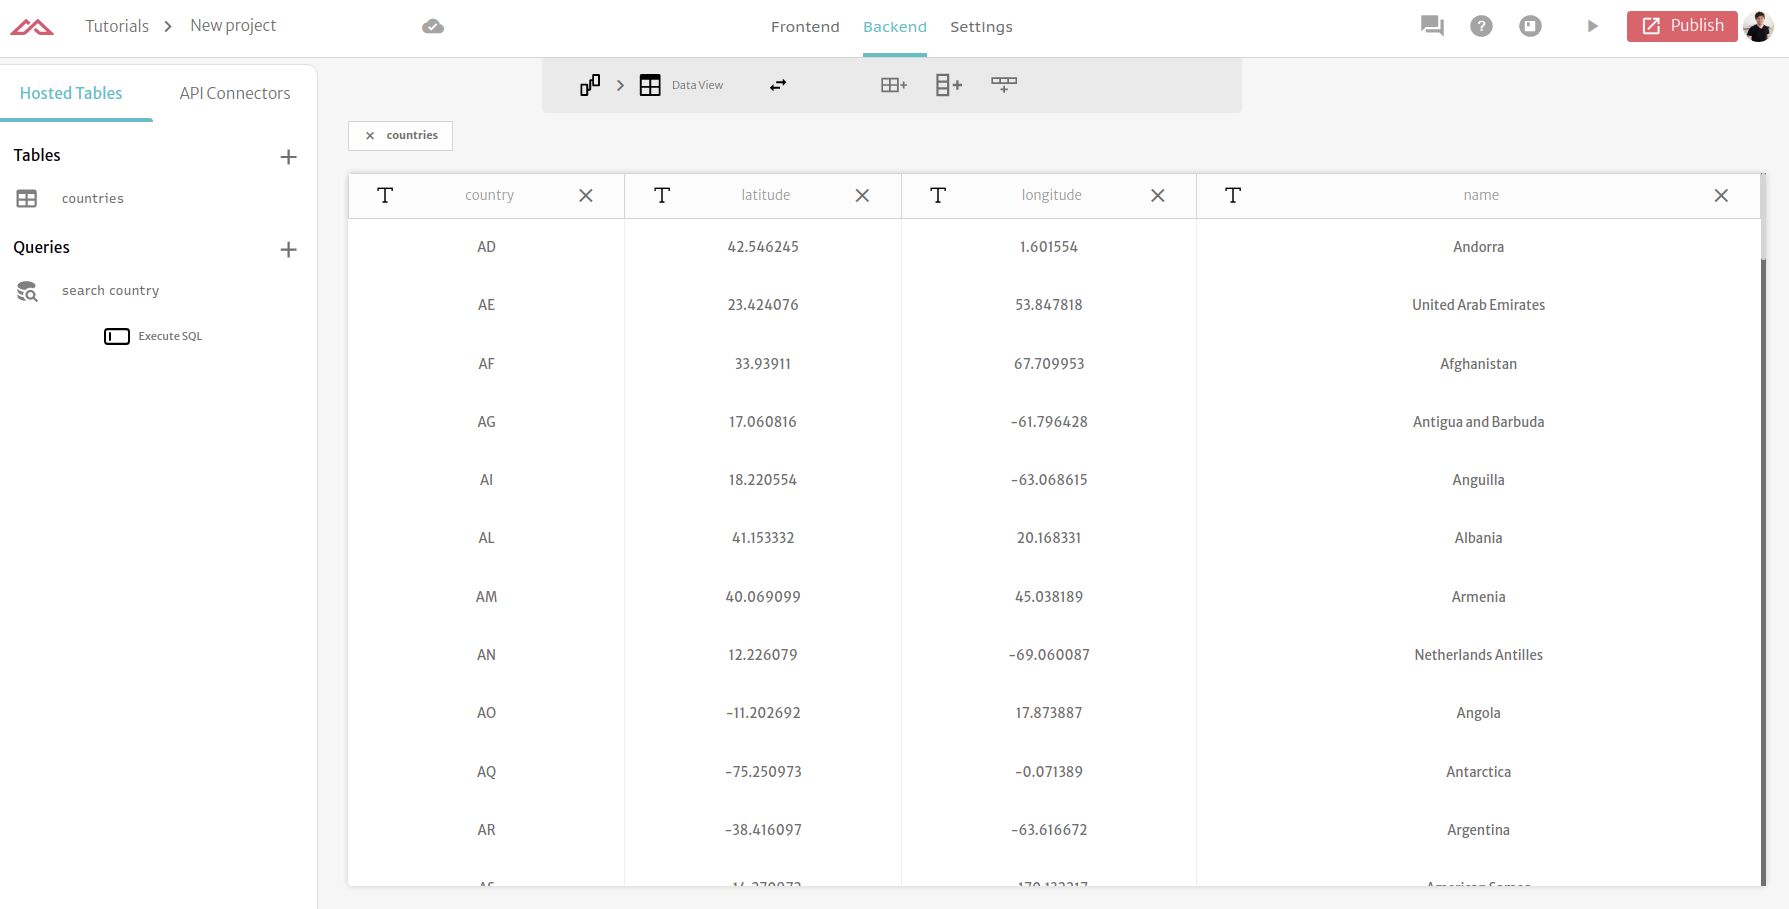 Tutorials New project Frontend Backend Settings Publish
Hosted Tables API Connectors
Data View
Tables
countries
Queries
search country
Execute SQL
countries
country latitude longitude name
AD 42.546245 1.601554 Andorra
AE 23.424076 53.847818 United Arab Emirates
AF 33.93911 67.709953 Afghanistan
AG 17.060816 -61.796428 Antigua and Barbuda
AI 18.220554 -63.068615 Anguilla
AL 41.153332 20.168331 Albania
AM 40.069099 45.038189 Armenia
AN 12.226079 -69.060087 Netherlands Antilles
AO -11.202692 17.873887 Angola
AQ -75.250973 -0.071389 Antarctica
AR -38.416097 -63.616672 Argentina